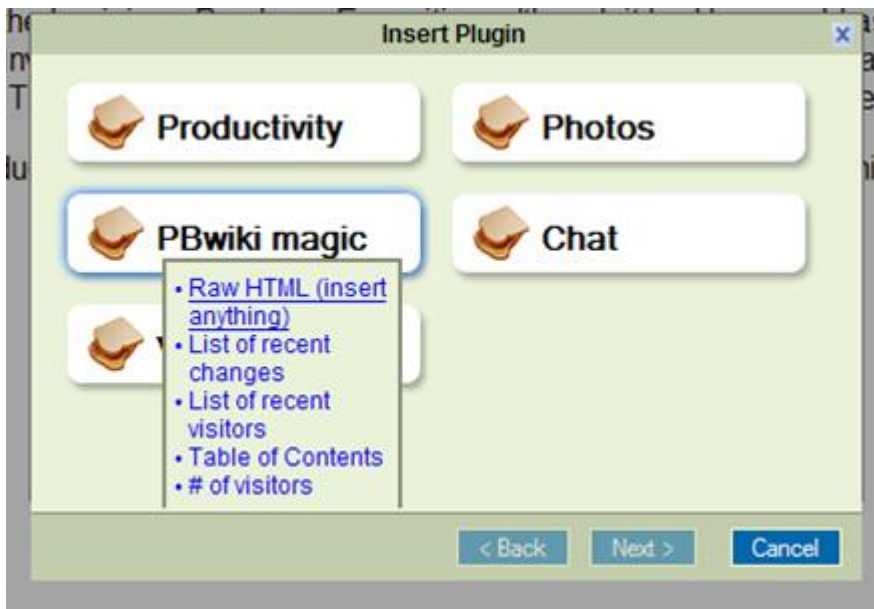 Insert Plugin
Productivity
Photos
PBwiki magic
Chat
• Raw HTML (insert
anything)
• List of recent
changes
• List of recent
visitors
• Table of Contents
• # of visitors
< Back
Next >
Cancel